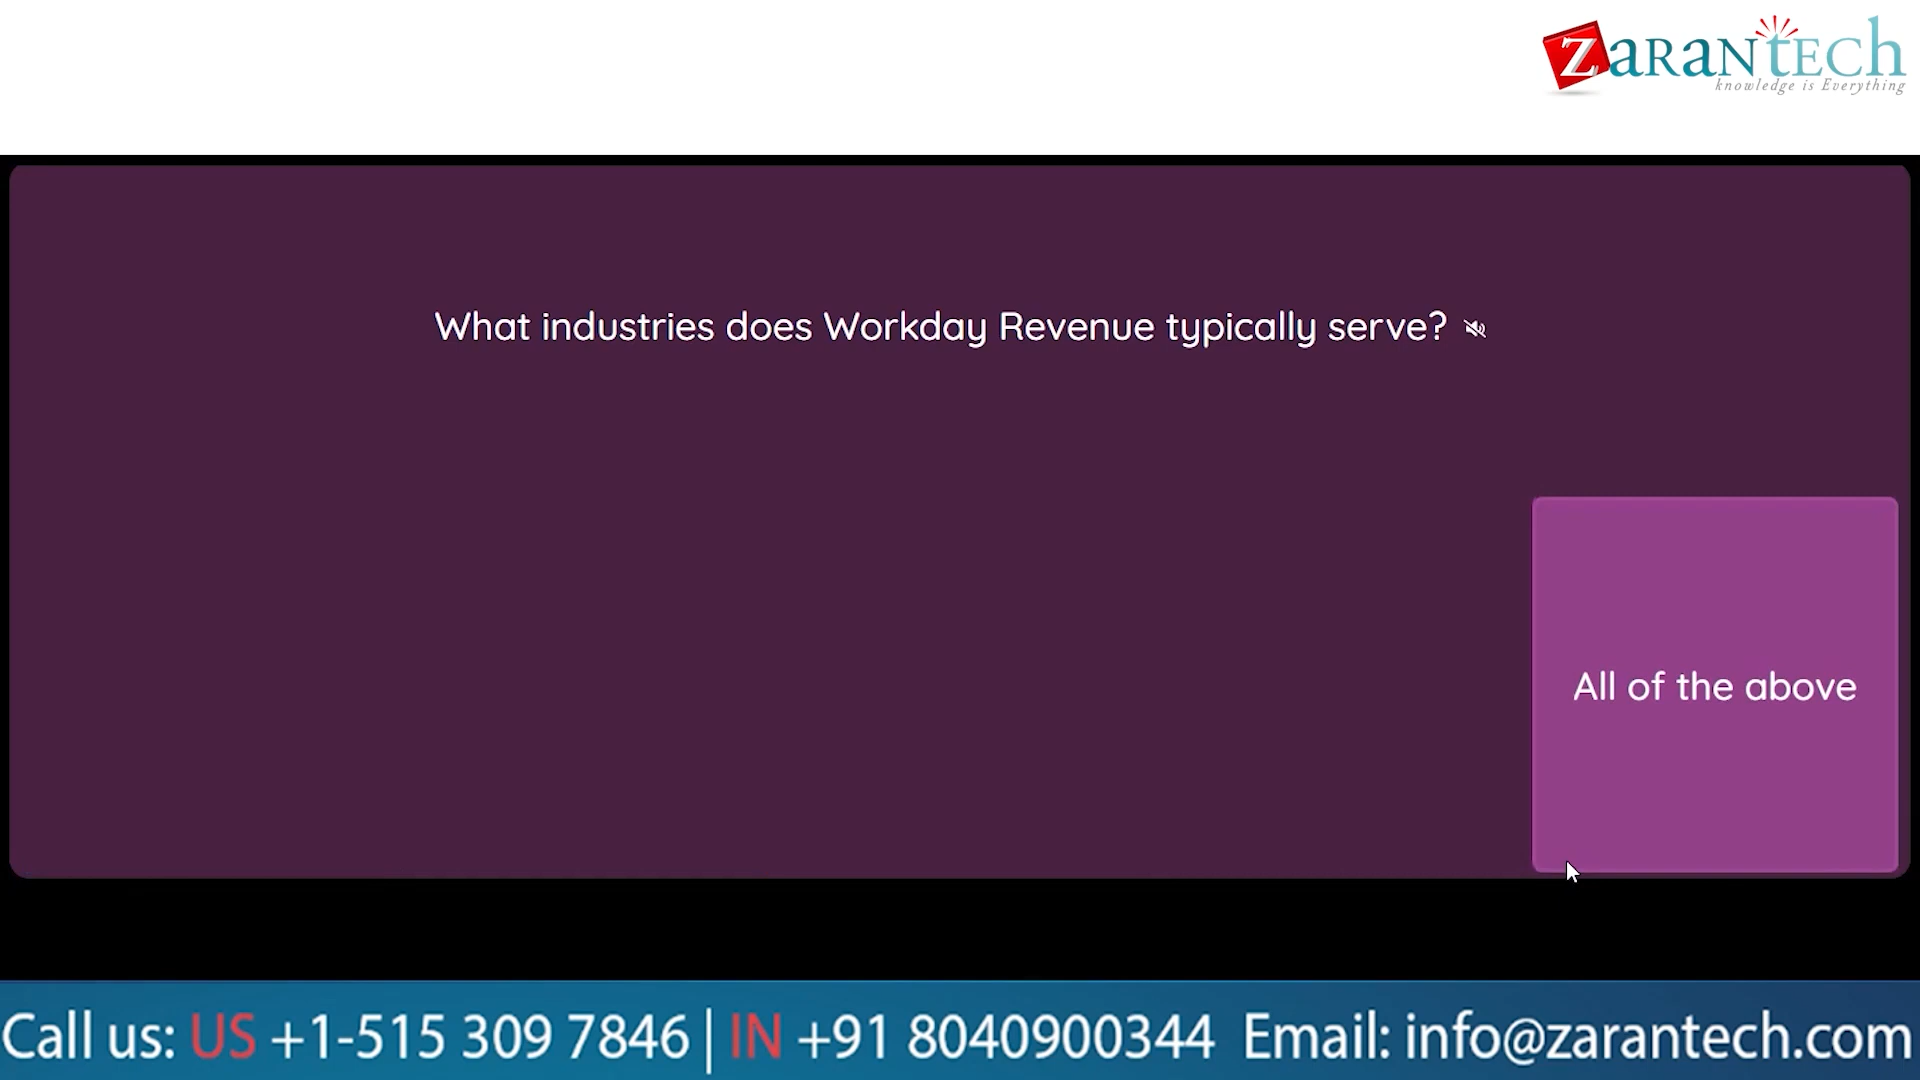 ZARANTECH
knowledge is Everything
What industries does Workday Revenue typically serve?
All of the above
Call us: US +1-515 309 7846 | IN +91 8040900344 Email: info@zarantech.com